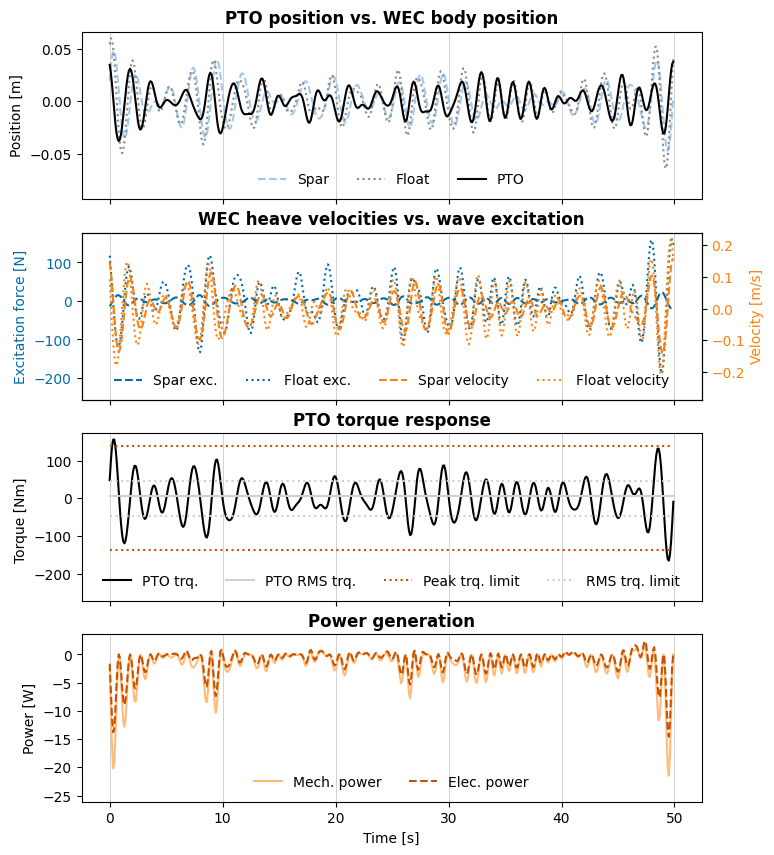 PTO position vs. WEC body position
Position [m]
0.05
0.00
−0.05
Spar Float PTO
WEC heave velocities vs. wave excitation
Excitation force [N]
100
0
−100
−200
Velocity [m/s]
0.2
0.1
0.0
−0.1
−0.2
Spar exc. Float exc. Spar velocity Float velocity
PTO torque response
Torque [Nm]
100
0
−100
−200
PTO trq. PTO RMS trq. Peak trq. limit RMS trq. limit
Power generation
Power [W]
0
−5
−10
−15
−20
−25
Mech. power Elec. power
0 10 20 30 40 50
Time [s]